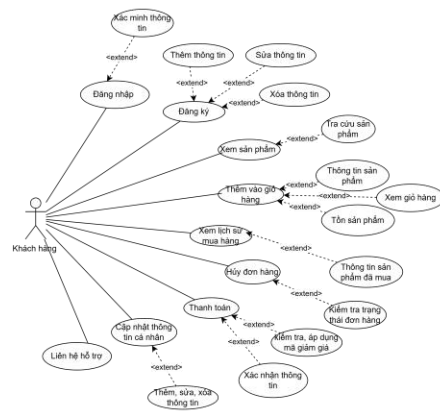 Xác minh thông
tin
<extend>
Thêm thông tin
Sửa thông tin
<extend>
<extend>
Đăng nhập
Đăng ký
<extend>
Xóa thông tin
Tra cứu sản
phẩm
<extend>
Xem sản phẩm
Thông tin sản
phẩm
<extend>
Thêm vào giỏ
hàng
<extend>
Xem giỏ hàng
<extend>
Tồn sản phẩm
Khách hàng
Xem lịch sử
mua hàng
<extend>
Thông tin sản
phẩm đã mua
Hủy đơn hàng
<extend>
Kiểm tra trạng
thái đơn hàng
Thanh toán
<extend>
kiểm tra, áp dụng
mã giảm giá
Cập nhật thông
tin cá nhân
Liên hệ hỗ trợ
<extend>
<extend>
Xác nhận thông
tin
Thêm, sửa, xóa
thông tin